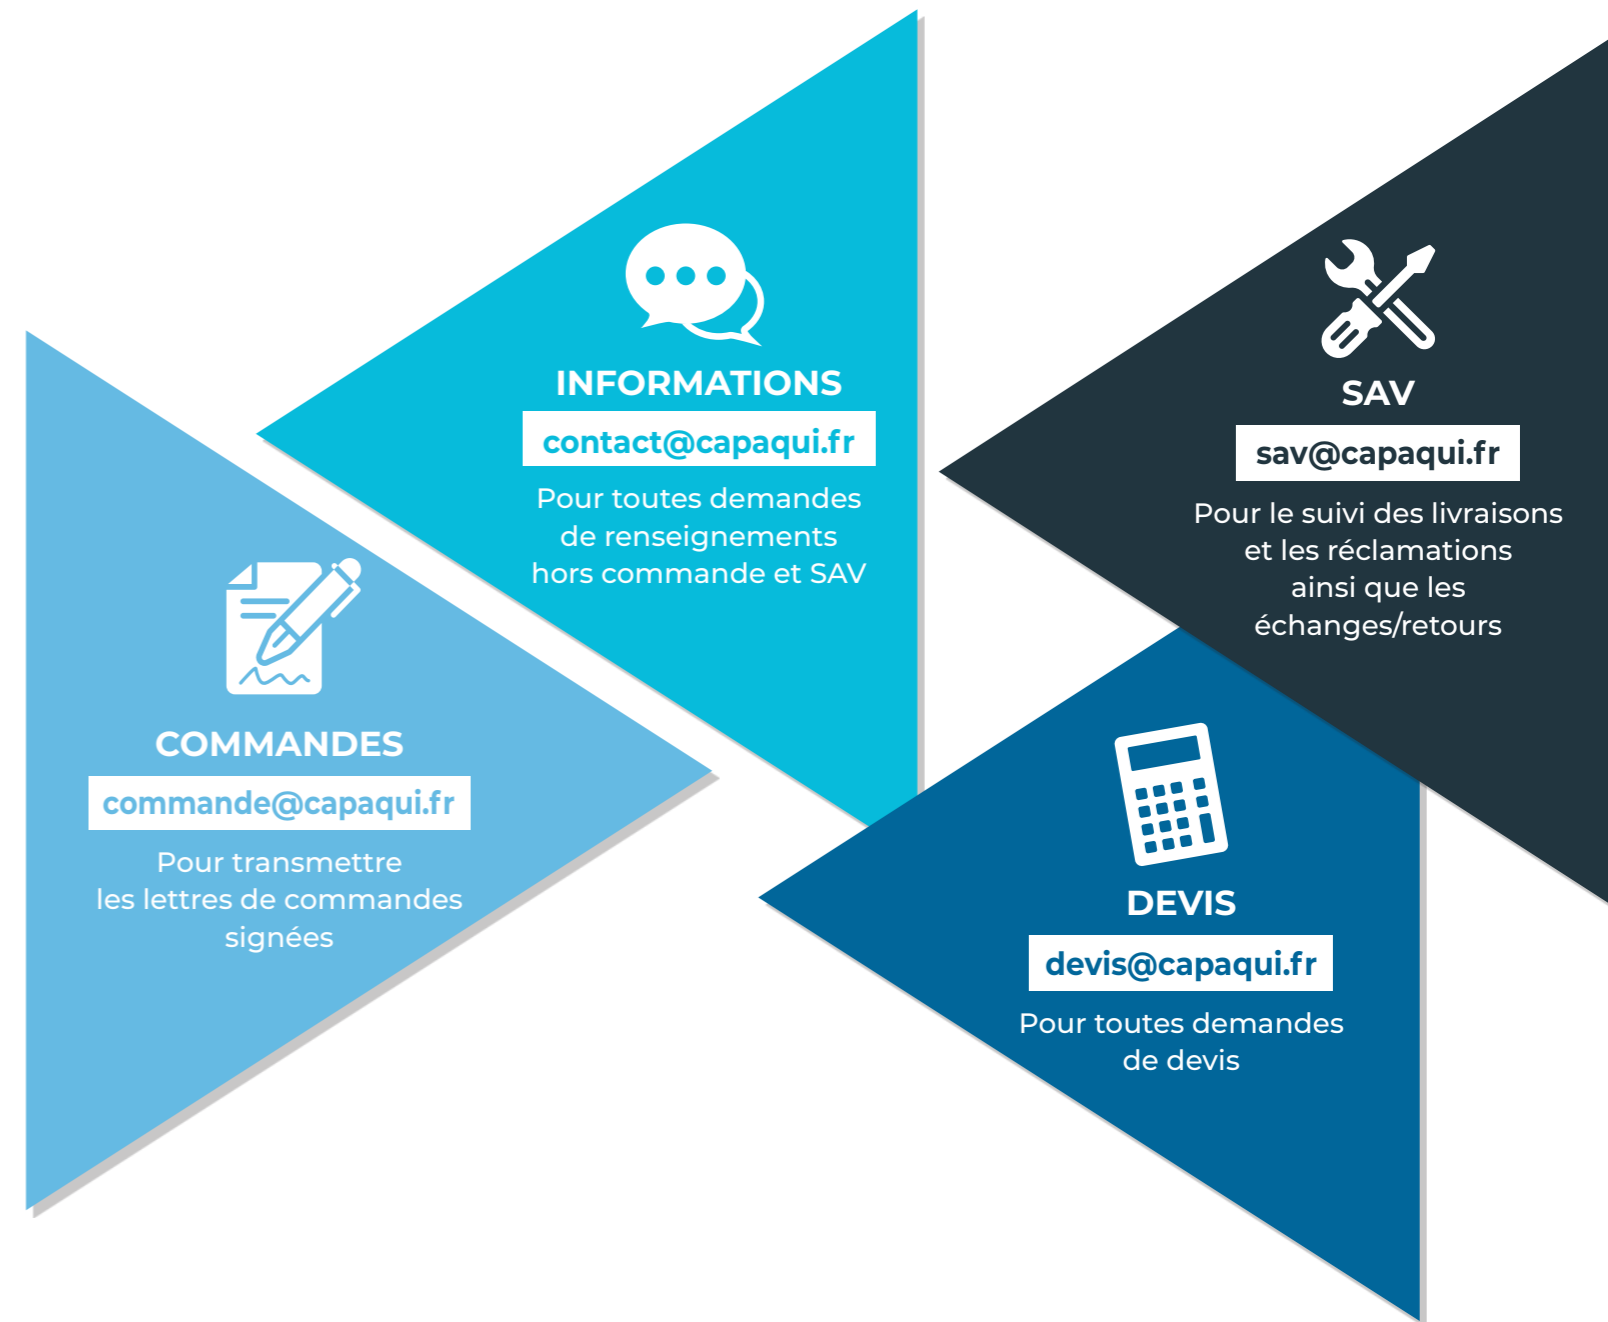 INFORMATIONS
contact@capaqui.fr
Pour toutes demandes
de renseignements
hors commande et SAV
SAV
sav@capaqui.fr
Pour le suivi des livraisons
et les réclamations
ainsi que les
échanges/retours
COMMANDES
commande@capaqui.fr
Pour transmettre
les lettres de commandes
signées
DEVIS
devis@capaqui.fr
Pour toutes demandes
de devis